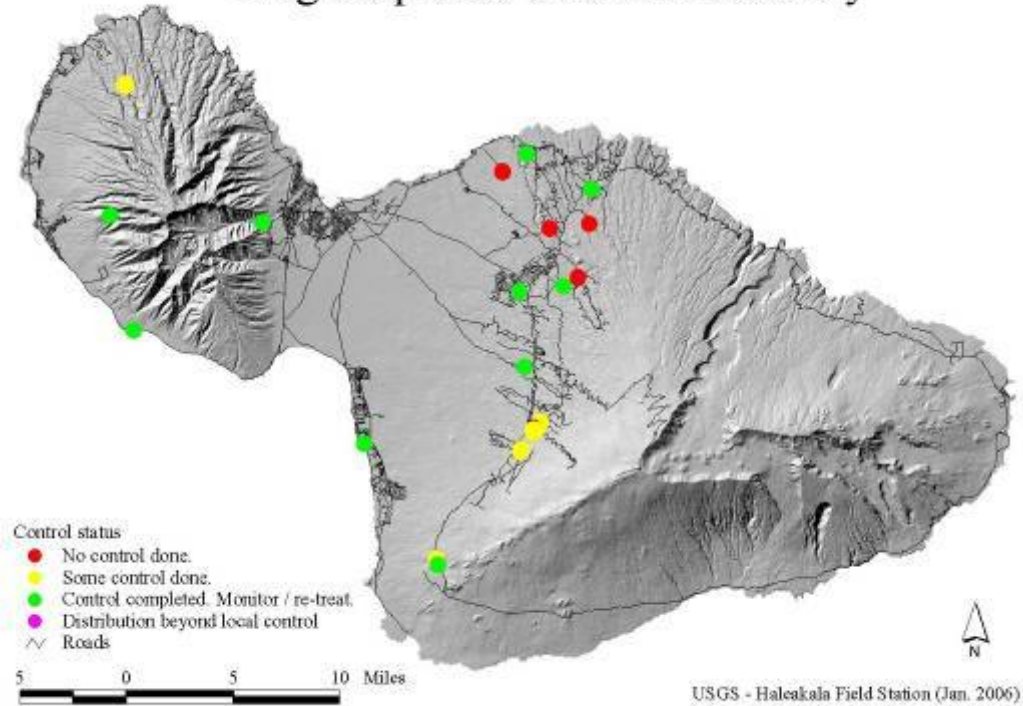 Control status
No control done.
Some control done.
Control completed. Monitor / re-treat.
Distribution beyond local control
Roads
5 0 5 10 Miles
N
USGS - Haleakala Field Station (Jan. 2006)